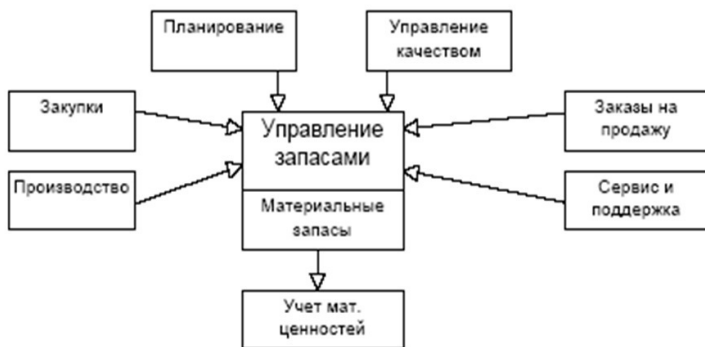 Планирование
Управление
качеством
Закупки
Управление
запасами
Заказы на
продажу
Производство
Материальные
запасы
Сервис и
поддержка
Учет мат.
ценностей